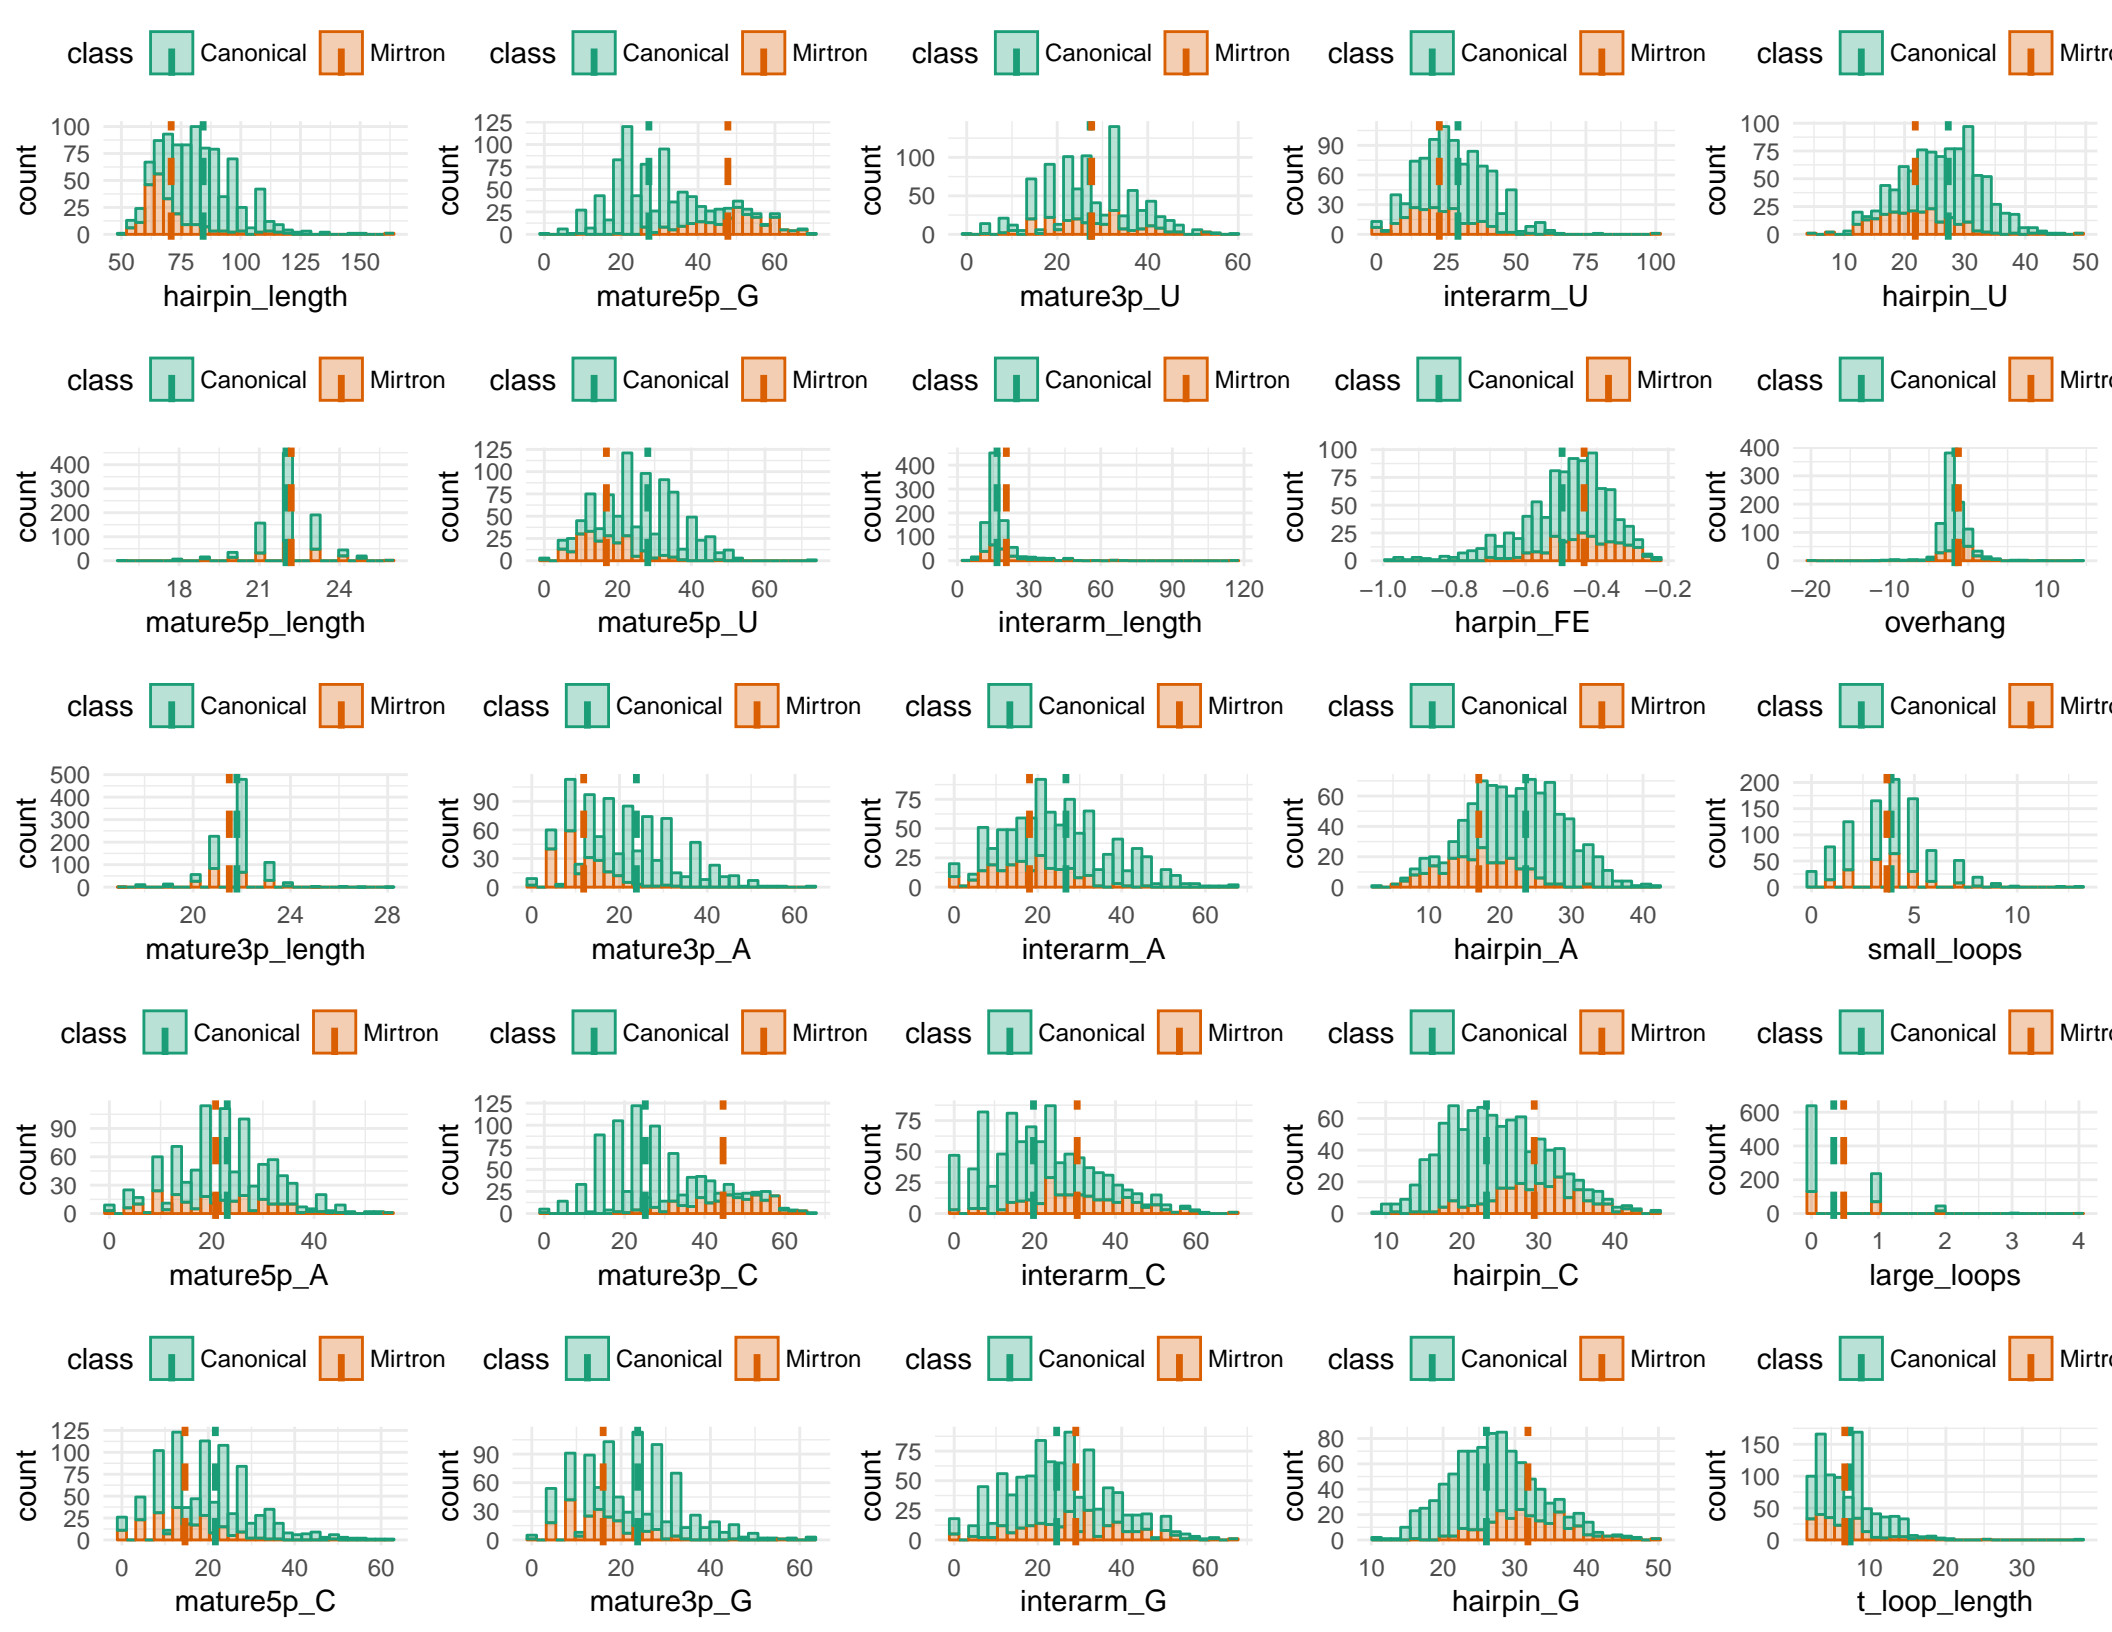 class Canonical Mirtron class Canonical Mirtron class Canonical Mirtron class Canonical Mirtron class Canonical Mirtr
count 100 75 50 25 0 count 125 100 75 50 25 0 count 100 50 0 count 90 60 30 0 count 100 75 50 25 0
50 75 100 125 150 0 20 40 60 0 20 40 60 0 25 50 75 100 10 20 30 40 50
hairpin_length mature5p_G mature3p_U interarm_U hairpin_U
class Canonical Mirtron class Canonical Mirtron class Canonical Mirtron class Canonical Mirtron class Canonical Mirtr
count 400 300 200 100 0 count 125 100 75 50 25 0 count 400 300 200 100 0 count 100 75 50 25 0 count 400 300 200 100 0
18 21 24 0 20 40 60 0 30 60 90 120 −1.0 −0.8 −0.6 −0.4 −0.2 −20 −10 0 10
mature5p_length mature5p_U interarm_length harpin_FE overhang
class Canonical Mirtron class Canonical Mirtron class Canonical Mirtron class Canonical Mirtron class Canonical Mirtr
count 500 400 300 200 100 0 count 90 60 30 0 count 75 50 25 0 count 60 40 20 0 count 200 150 100 50 0
20 24 28 0 20 40 60 0 20 40 60 10 20 30 40 0 5 10
mature3p_length mature3p_A interarm_A hairpin_A small_loops
class Canonical Mirtron class Canonical Mirtron class Canonical Mirtron class Canonical Mirtron class Canonical Mirtr
count 90 60 30 0 count 125 100 75 50 25 0 count 75 50 25 0 count 60 40 20 0 count 600 400 200 0
0 20 40 0 20 40 60 0 20 40 60 10 20 30 40 0 1 2 3 4
mature5p_A mature3p_C interarm_C hairpin_C large_loops
class Canonical Mirtron class Canonical Mirtron class Canonical Mirtron class Canonical Mirtron class Canonical Mirtr
count 125 100 75 50 25 0 count 90 60 30 0 count 75 50 25 0 count 80 60 40 20 0 count 150 100 50 0
0 20 40 60 0 20 40 60 0 20 40 60 10 20 30 40 50 10 20 30
mature5p_C mature3p_G interarm_G hairpin_G t_loop_length